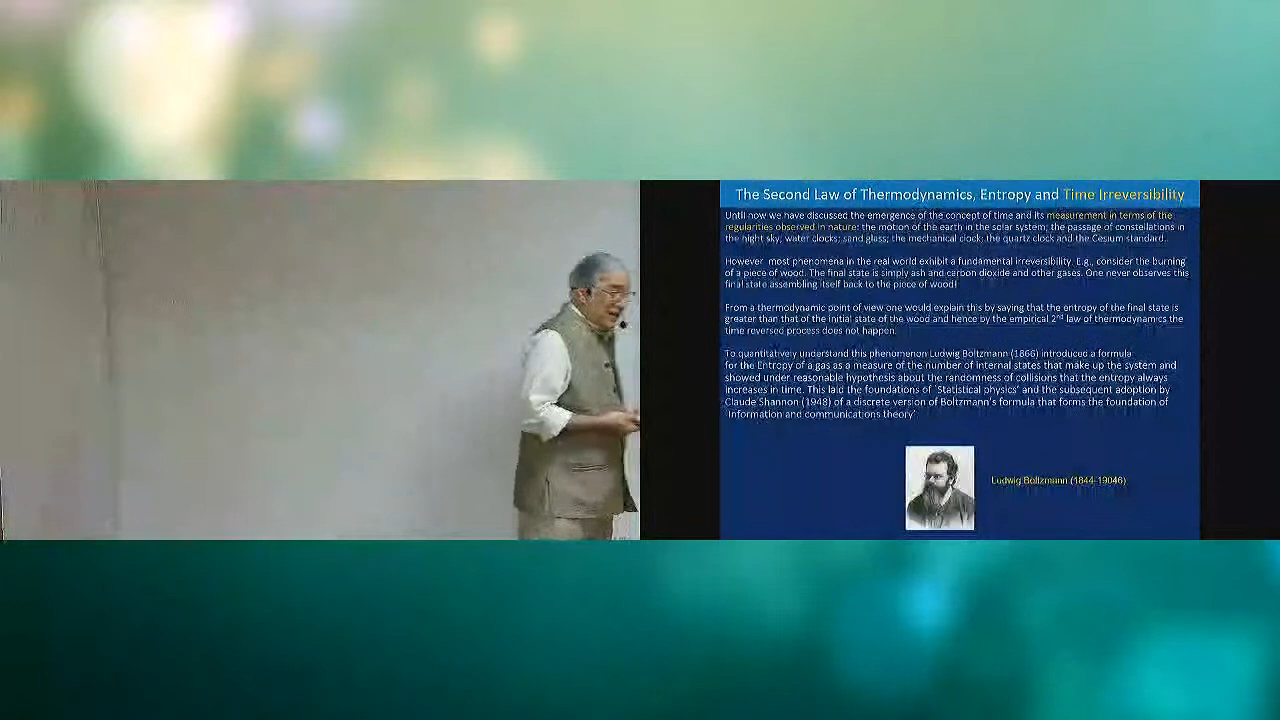 The Second Law of Thermodynamics, Entropy and Time Irreversibility
Until now we have discussed the emergence of the concept of time and its measurement in terms of the
regularities observed in nature: the motion of the earth in the solar system; the passage of constellations in
the night sky; water clocks; sand glass; the mechanical clock; the quartz clock and the Cesium standard.
However most phenomena in the real world exhibit a fundamental irreversibility. E.g., consider the burning
of a piece of wood. The final state is simply ash and carbon dioxide and other gases. One never observes this
final state assembling itself back to the piece of wood!
From a thermodynamic point of view one would explain this by saying that the entropy of the final state is
greater than that of the initial state of the wood and hence by the empirical 2nd law of thermodynamics the
time reversed process does not happen.
To quantitatively understand this phenomenon Ludwig Boltzmann (1866) introduced a formula
for the Entropy of a gas as a measure of the number of internal states that make up the system and
showed under reasonable hypothesis about the randomness of collisions that the entropy always
increases in time. This laid the foundations of 'Statistical physics' and the subsequent adoption by
Claude Shannon (1948) of a discrete version of Boltzmann's formula that forms the foundation of
'Information and communications theory'
Ludwig Boltzmann (1844-19046)